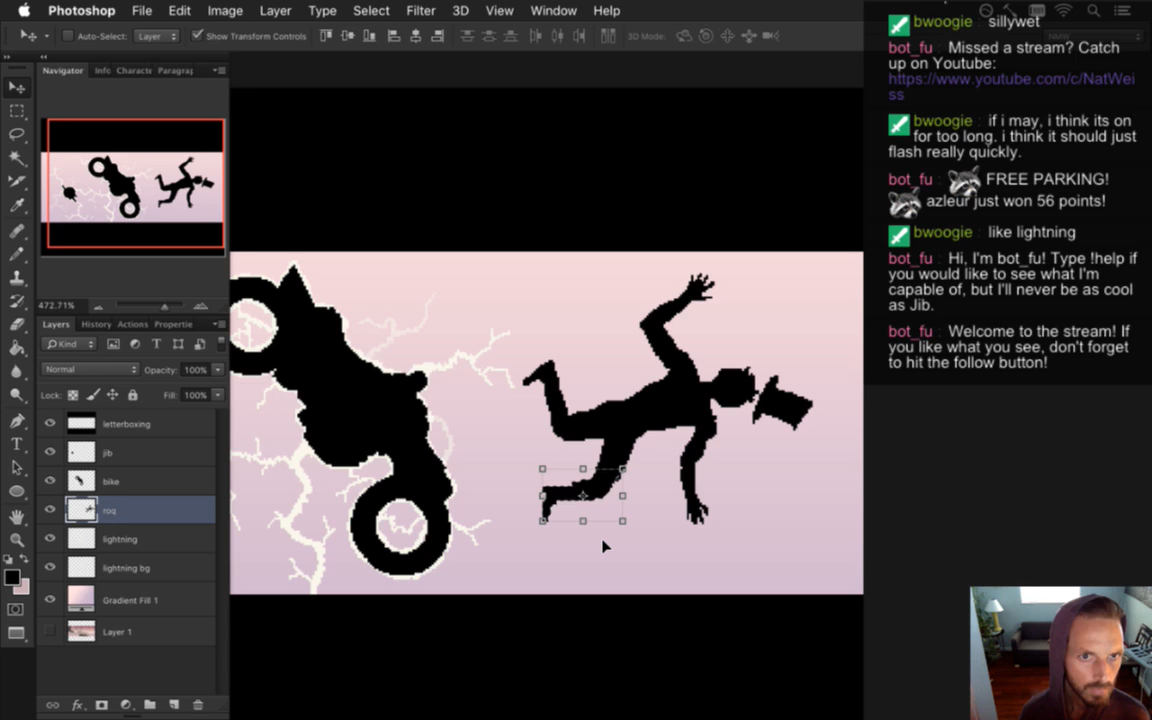 Photoshop File Edit Image Layer Type Select Filter 3D View Window Help
Auto-Select: Layer Show Transform Controls 3D Mode:
Navigator Info Characte Paragrap
472.71%
Layers History Actions Propertie
Kind
Normal Opacity: 100%
Lock: Fill: 100%
letterboxing
jib
bike
roq
lightning
lightning bg
Gradient Fill 1
Layer 1
fx
bwoogie : sillywet
bot_fu : Missed a stream? Catch
up on Youtube:
https://www.youtube.com/c/NatWei
ss
bwoogie : if i may, i think its on
for too long. i think it should just
flash really quickly.
bot_fu : FREE PARKING!
azleur just won 56 points!
bwoogie : like lightning
bot_fu : Hi, I'm bot_fu! Type !help if
you would like to see what I'm
capable of, but I'll never be as cool
as Jib.
bot_fu : Welcome to the stream! If
you like what you see, don't forget
to hit the follow button!